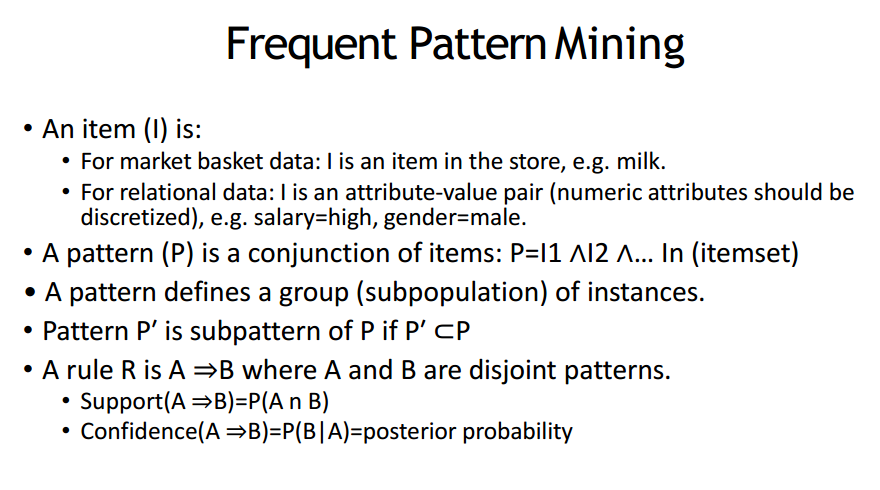 Frequent Pattern Mining
• An item (I) is:
• For market basket data: I is an item in the store, e.g. milk.
• For relational data: I is an attribute-value pair (numeric attributes should be
discretized), e.g. salary=high, gender=male.
• A pattern (P) is a conjunction of items: P=I1 ∧I2 ∧… In (itemset)
• A pattern defines a group (subpopulation) of instances.
• Pattern P’ is subpattern of P if P’ ⊂P
• A rule R is A ⇒B where A and B are disjoint patterns.
• Support(A ⇒B)=P(A n B)
• Confidence(A ⇒B)=P(B|A)=posterior probability